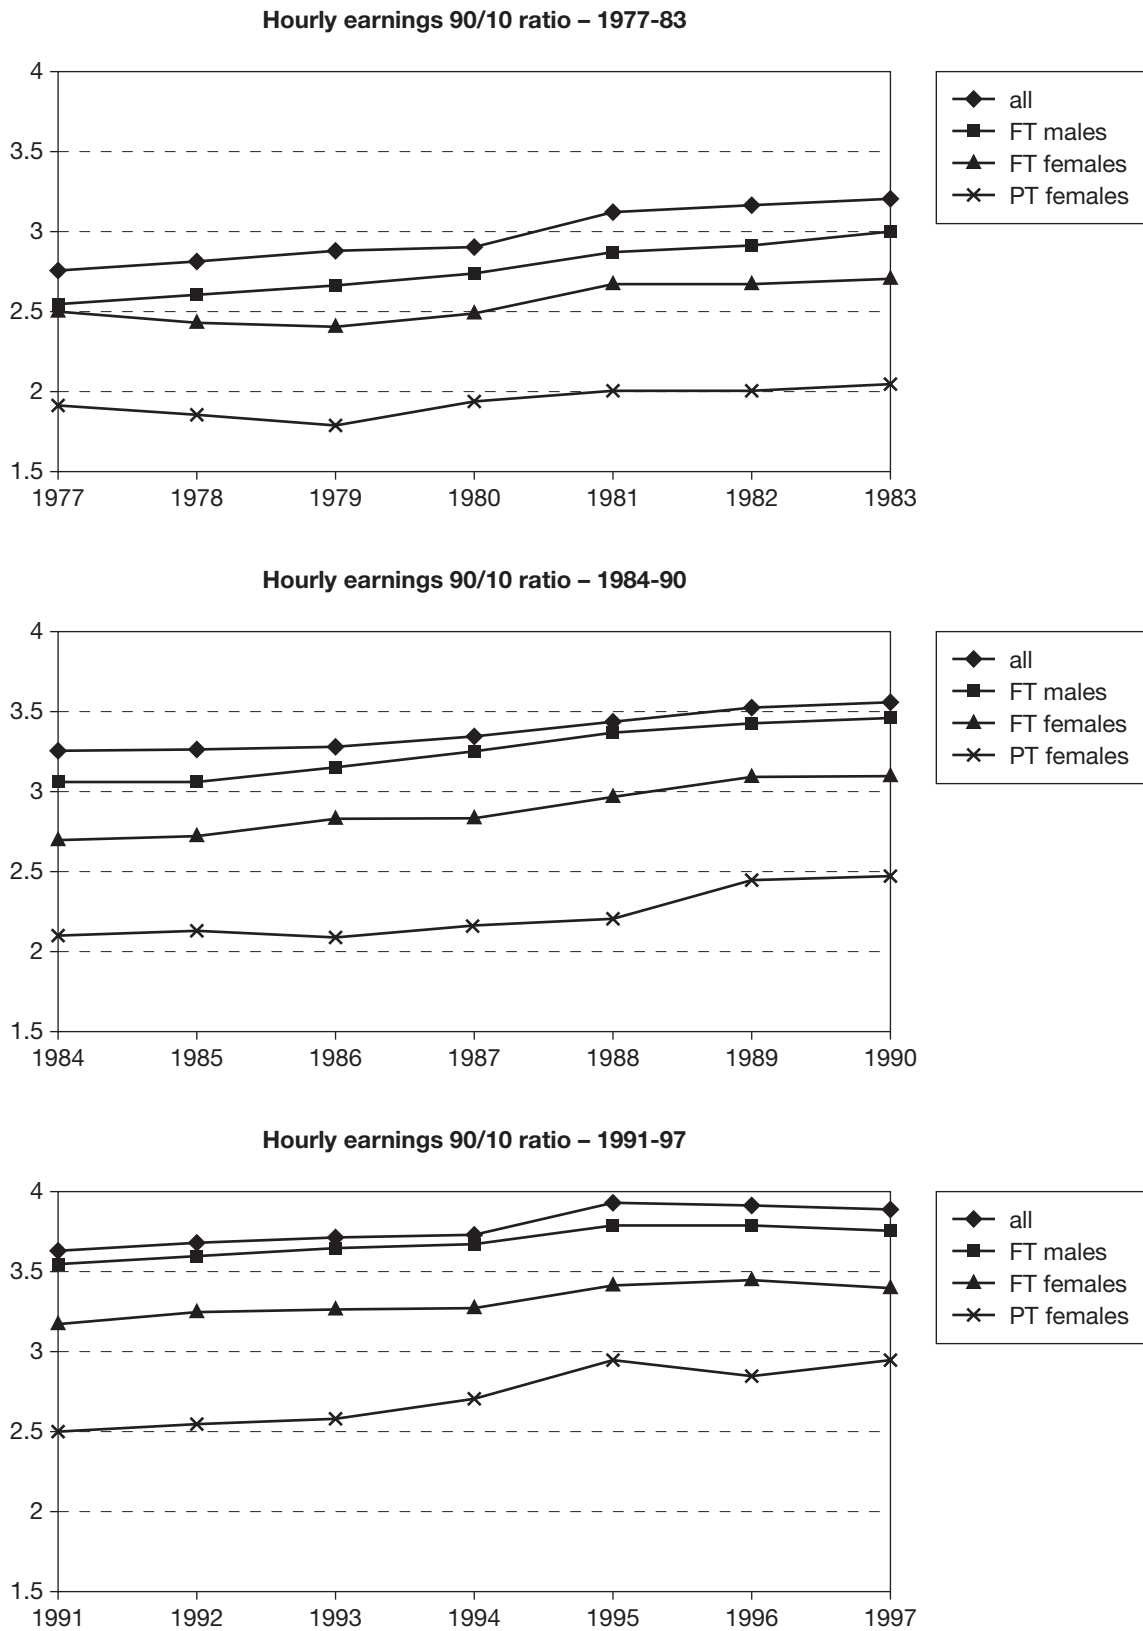 Hourly earnings 90/10 ratio – 1977-83
4
3.5
3
2.5
2
1.5
1977 1978 1979 1980 1981 1982 1983
all
FT males
FT females
PT females
Hourly earnings 90/10 ratio – 1984-90
4
3.5
3
2.5
2
1.5
1984 1985 1986 1987 1988 1989 1990
all
FT males
FT females
PT females
Hourly earnings 90/10 ratio – 1991-97
4
3.5
3
2.5
2
1.5
1991 1992 1993 1994 1995 1996 1997
all
FT males
FT females
PT females